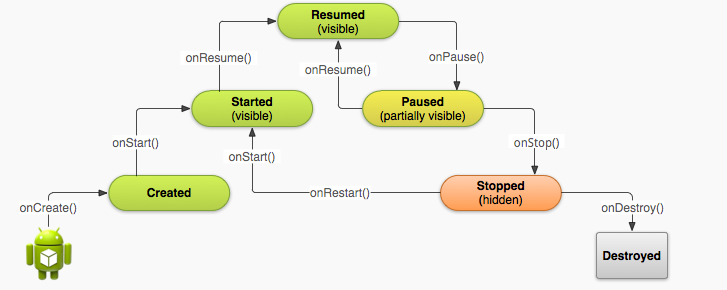 Resumed
(visible)
onResume()
onPause()
onResume()
Started
(visible)
Paused
(partially visible)
onStart()
onStart()
onStop()
Created
onRestart()
Stopped
(hidden)
onCreate()
onDestroy()
Destroyed